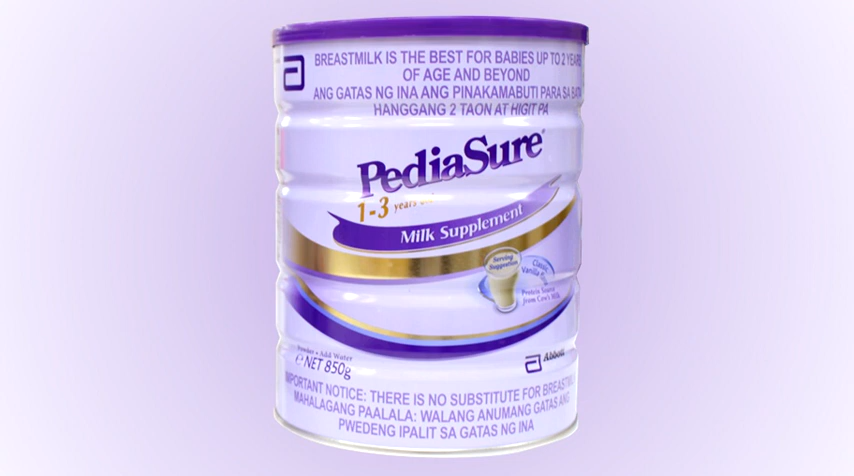 BREASTMILK IS THE BEST FOR BABIES UP TO 2 YEARS
OF AGE AND BEYOND
ANG GATAS NG INA ANG PINAKAMABUTI PARA SA BATA
HANGGANG 2 TAON AT HIGIT PA
PediaSure
1-3 years
Milk Supplement
Serving
Suggestion
Classic
Vanilla
Protein Source
from Cow's Milk
Powder • Add Water
e NET 850g
Abbott
IMPORTANT NOTICE: THERE IS NO SUBSTITUTE FOR BREASTMILK
MAHALAGANG PAALALA: WALANG ANUMANG GATAS ANG
PWEDENG IPALIT SA GATAS NG INA